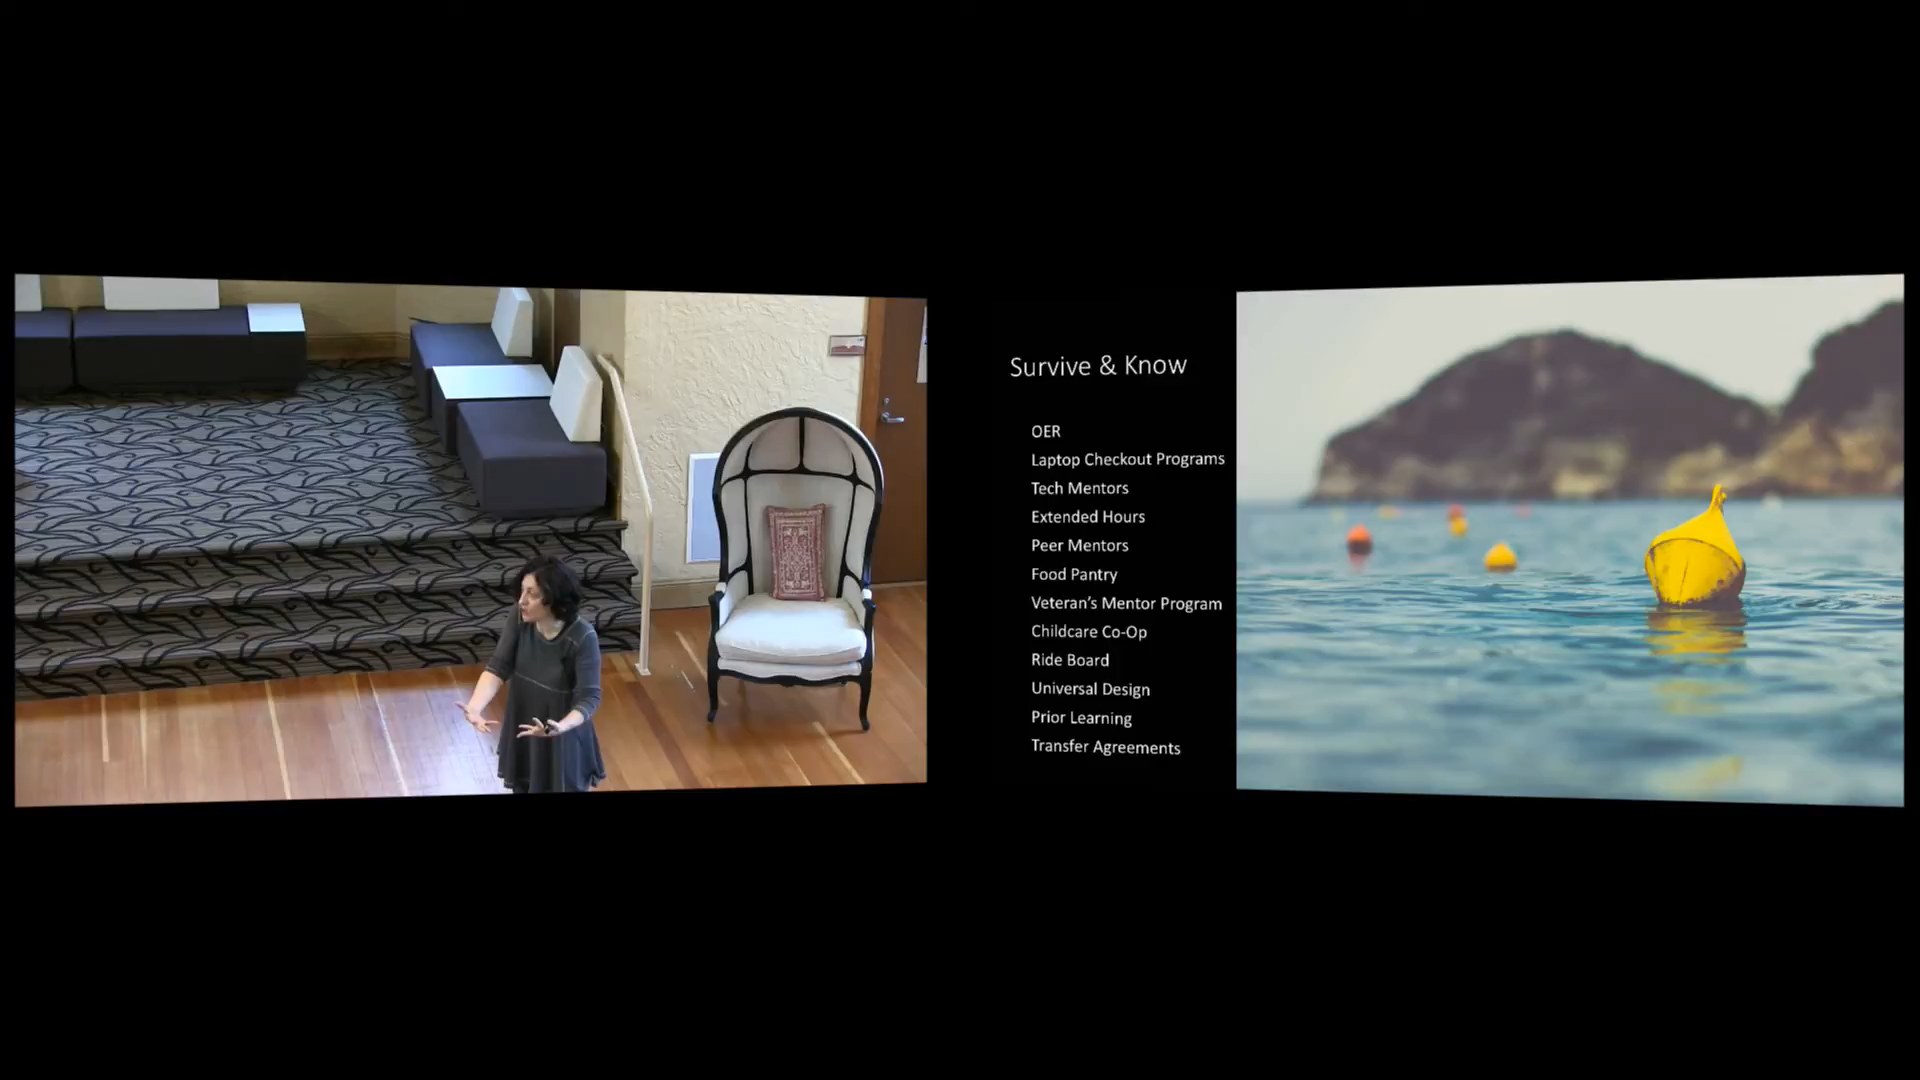 Survive & Know
OER
Laptop Checkout Programs
Tech Mentors
Extended Hours
Peer Mentors
Food Pantry
Veteran’s Mentor Program
Childcare Co-Op
Ride Board
Universal Design
Prior Learning
Transfer Agreements